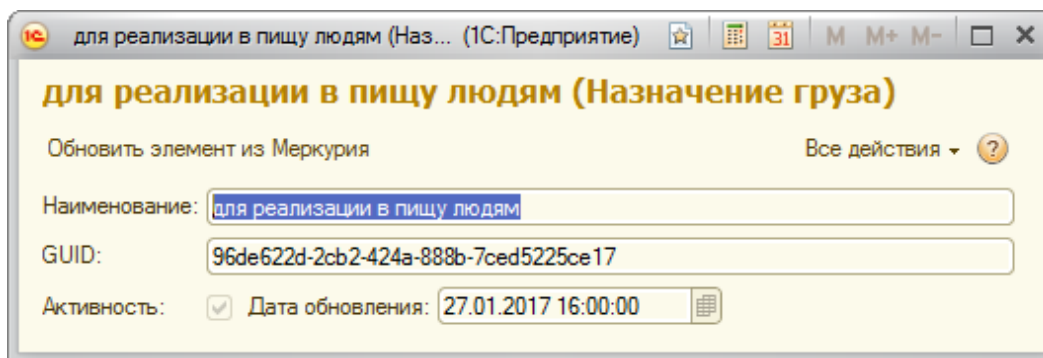 1С для реализации в пищу людям (Наз... (1С:Предприятие) 31 M M+ M-
для реализации в пищу людям (Назначение груза)
Обновить элемент из Меркурия Все действия ?
Наименование: для реализации в пищу людям
GUID: 96de622d-2cb2-424a-888b-7ced5225ce17
Активность: Дата обновления: 27.01.2017 16:00:00